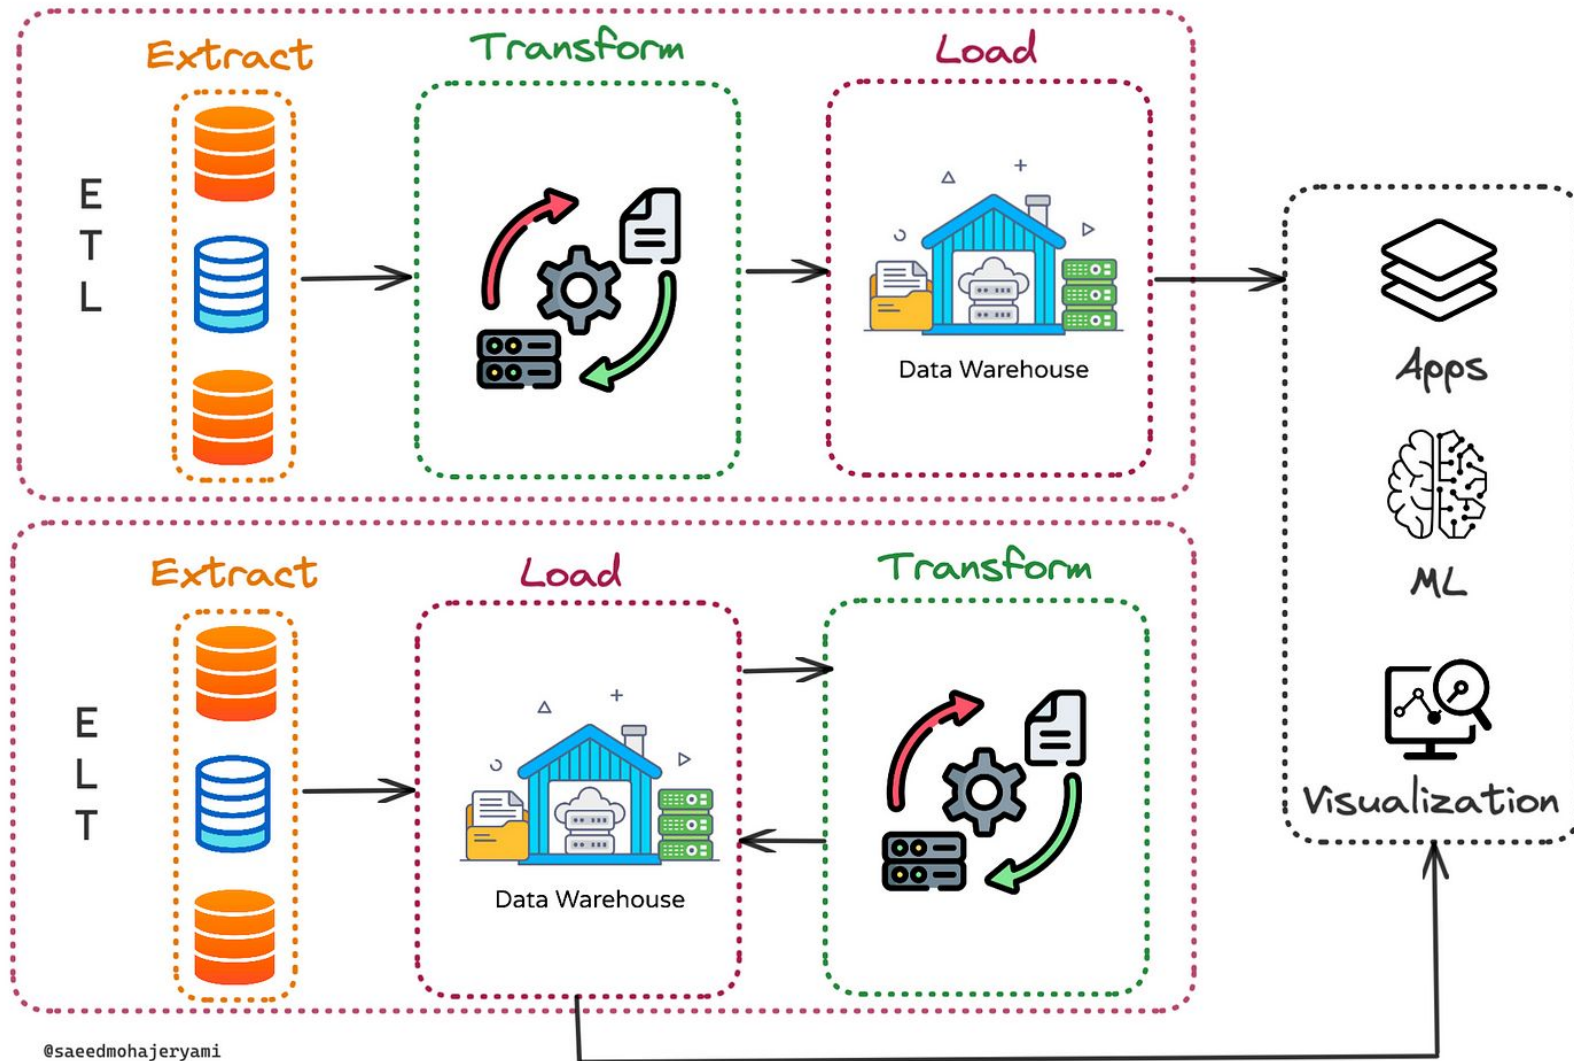 Extract
Transform
Load
E
T
L
Data Warehouse
Apps
ML
Visualization
Extract
Load
Transform
E
L
T
Data Warehouse
@saeedmohajeryami